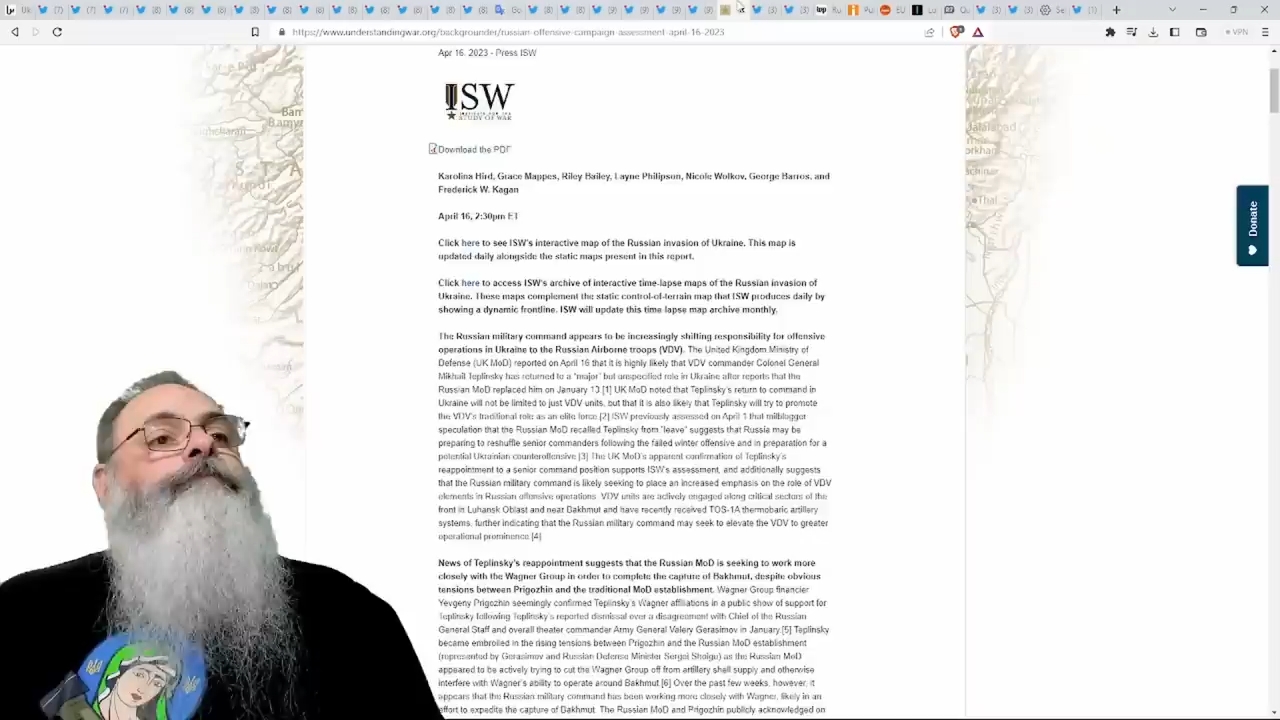 https://www.understandingwar.org/backgrounder/russian-offensive-campaign-assessment-april-16-2023
VPN
Apr 16, 2023 - Press ISW
ISW
Download the PDF
Karolina Hird, Grace Mappes, Riley Bailey, Layne Philipson, Nicole Wolkov, George Barros, and
Frederick W. Kagan
April 16, 2:30pm ET
Click here to see ISW's interactive map of the Russian invasion of Ukraine. This map is
updated daily alongside the static maps present in this report.
Click here to access ISW's archive of interactive time-lapse maps of the Russian invasion of
Ukraine. These maps complement the static control-of-terrain map that ISW produces daily by
showing a dynamic frontline. ISW will update this time lapse map archive monthly.
The Russian military command appears to be increasingly shifting responsibility for offensive
operations in Ukraine to the Russian Airborne troops (VDV). The United Kingdom Ministry of
Defense (UK MoD) reported on April 16 that it is highly likely that VDV commander Colonel General
Mikhail Teplinsky has returned to a "major" but unspecified role in Ukraine after reports that the
Russian MoD replaced him on January 13.[1] UK MoD noted that Teplinsky's return to command in
Ukraine will not be limited to just VDV units, but that it is also likely that Teplinsky will try to promote
the VDV's traditional role as an elite force.[2] ISW previously assessed on April 1 that milblogger
speculation that the Russian MoD recalled Teplinsky from "leave" suggests that Russia may be
preparing to reshuffle senior commanders following the failed winter offensive and in preparation for a
potential Ukrainian counteroffensive.[3] The UK MoD's apparent confirmation of Teplinsky's
reappointment to a senior command position supports ISW's assessment, and additionally suggests
that the Russian military command is likely seeking to place an increased emphasis on the role of VDV
elements in Russian offensive operations. VDV units are actively engaged along critical sectors of the
front in Luhansk Oblast and near Bakhmut and have recently received TOS-1A thermobaric artillery
systems, further indicating that the Russian military command may seek to elevate the VDV to greater
operational prominence.[4]
News of Teplinsky's reappointment suggests that the Russian MoD is seeking to work more
closely with the Wagner Group in order to complete the capture of Bakhmut, despite obvious
tensions between Prigozhin and the traditional MoD establishment. Wagner Group financier
Yevgeny Prigozhin seemingly confirmed Teplinsky's Wagner affiliations in a public show of support for
Teplinsky following Teplinsky's reported dismissal over a disagreement with Chief of the Russian
General Staff and overall theater commander Army General Valery Gerasimov in January.[5] Teplinsky
became embroiled in the rising tensions between Prigozhin and the Russian MoD establishment
(represented by Gerasimov and Russian Defense Minister Sergei Shoigu) as the Russian MoD
appeared to be actively trying to cut the Wagner Group off from artillery shell supply and otherwise
interfere with Wagner's ability to operate around Bakhmut.[6] Over the past few weeks, however, it
appears that the Russian military command has been working more closely with Wagner, likely in an
effort to expedite the capture of Bakhmut. The Russian MoD and Prigozhin publicly acknowledged on
Donate